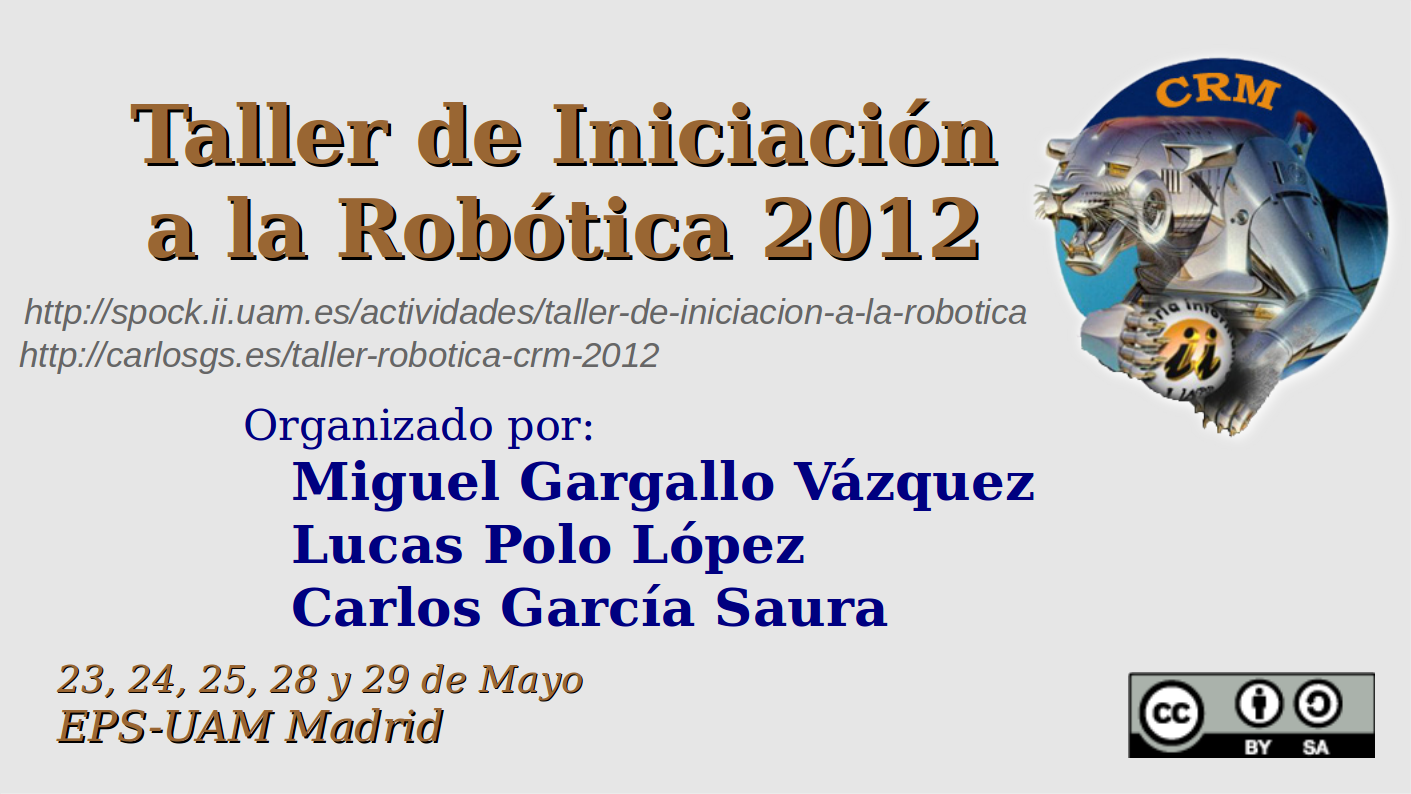 Taller de Iniciación
a la Robótica 2012
CRM
http://spock.ii.uam.es/actividades/taller-de-iniciacion-a-la-robotica
http://carlosgs.es/taller-robotica-crm-2012
ii
Organizado por:
Miguel Gargallo Vázquez
Lucas Polo López
Carlos García Saura
23, 24, 25, 28 y 29 de Mayo
EPS-UAM Madrid
cc
BY SA